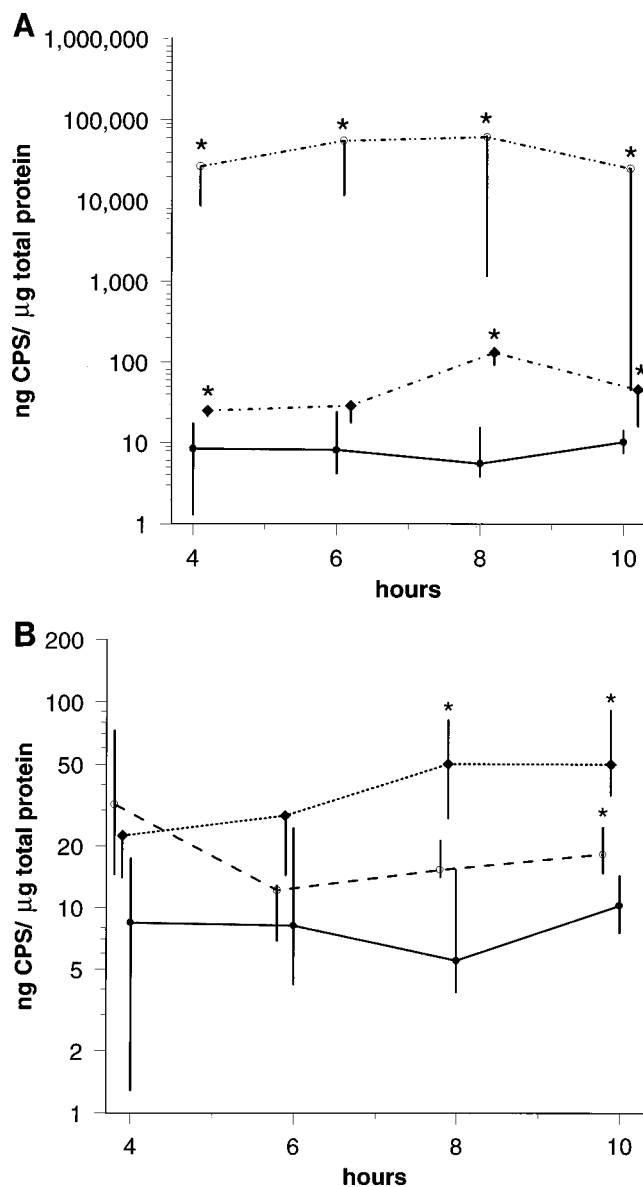 A
1,000,000
100,000
10,000
1,000
100
10
1
ng CPS/ μg total protein
* * * *
* * *
4 6 8 10
hours
B
200
100
50
20
10
5
2
1
ng CPS/ μg total protein
* *
*
4 6 8 10
hours